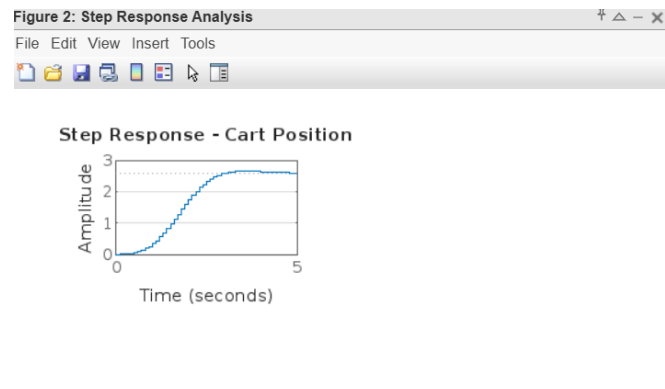 Figure 2: Step Response Analysis
File Edit View Insert Tools
Step Response - Cart Position
Amplitude
3
2
1
0
0 5
Time (seconds)